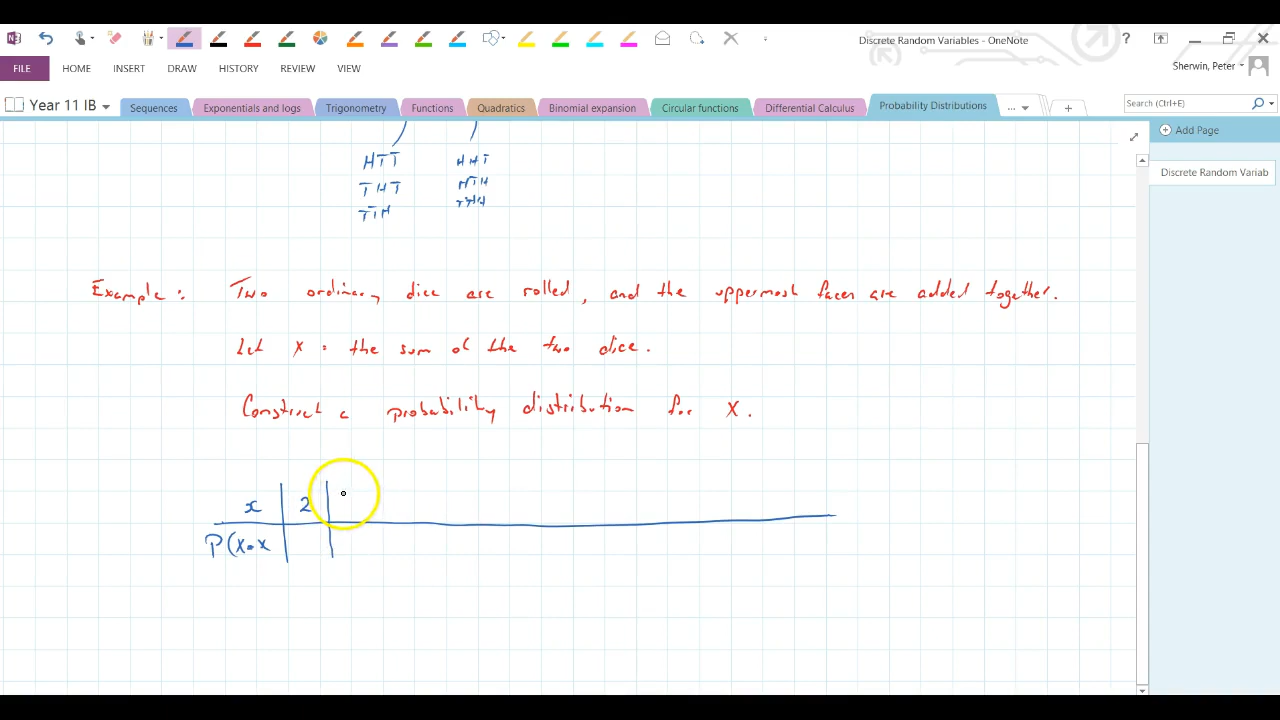 Discrete Random Variables - OneNote
?
Sherwin, Peter
FILE HOME INSERT DRAW HISTORY REVIEW VIEW
Year 11 IB Sequences Exponentials and logs Trigonometry Functions Quadratics Binomial expansion Circular functions Differential Calculus Probability Distributions ... + Search (Ctrl+E)
Add Page
Discrete Random Variab
HTT HHT
THT HTH
TTH THH
Example: Two ordinary dice are rolled, and the uppermost faces are added together.
Let X = the sum of the two dice.
Construct a probability distribution for X.
x 2
P(X=x